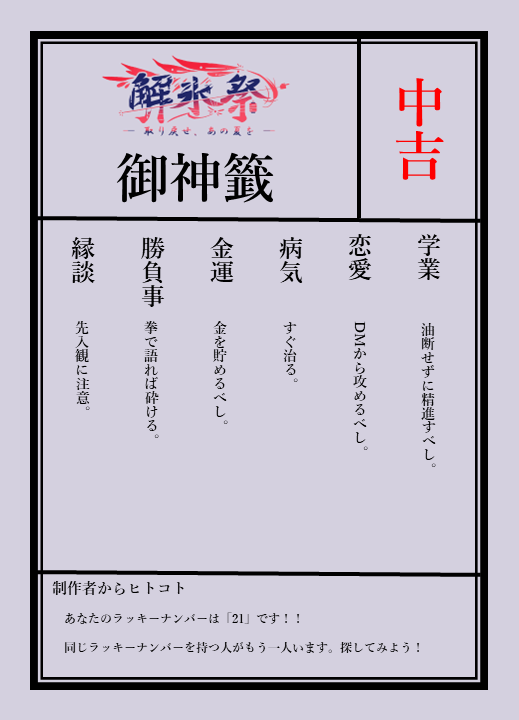 解氷祭
取り戻せ、あの夏を
御神籤
中吉
学業
油断せずに精進すべし。
恋愛
DMから攻めるべし。
病気
すぐ治る。
金運
金を貯めるべし。
勝負事
拳で語れば砕ける。
縁談
先入観に注意。
制作者からヒトコト
あなたのラッキーナンバーは「21」です！！
同じラッキーナンバーを持つ人がもう一人います。探してみよう！